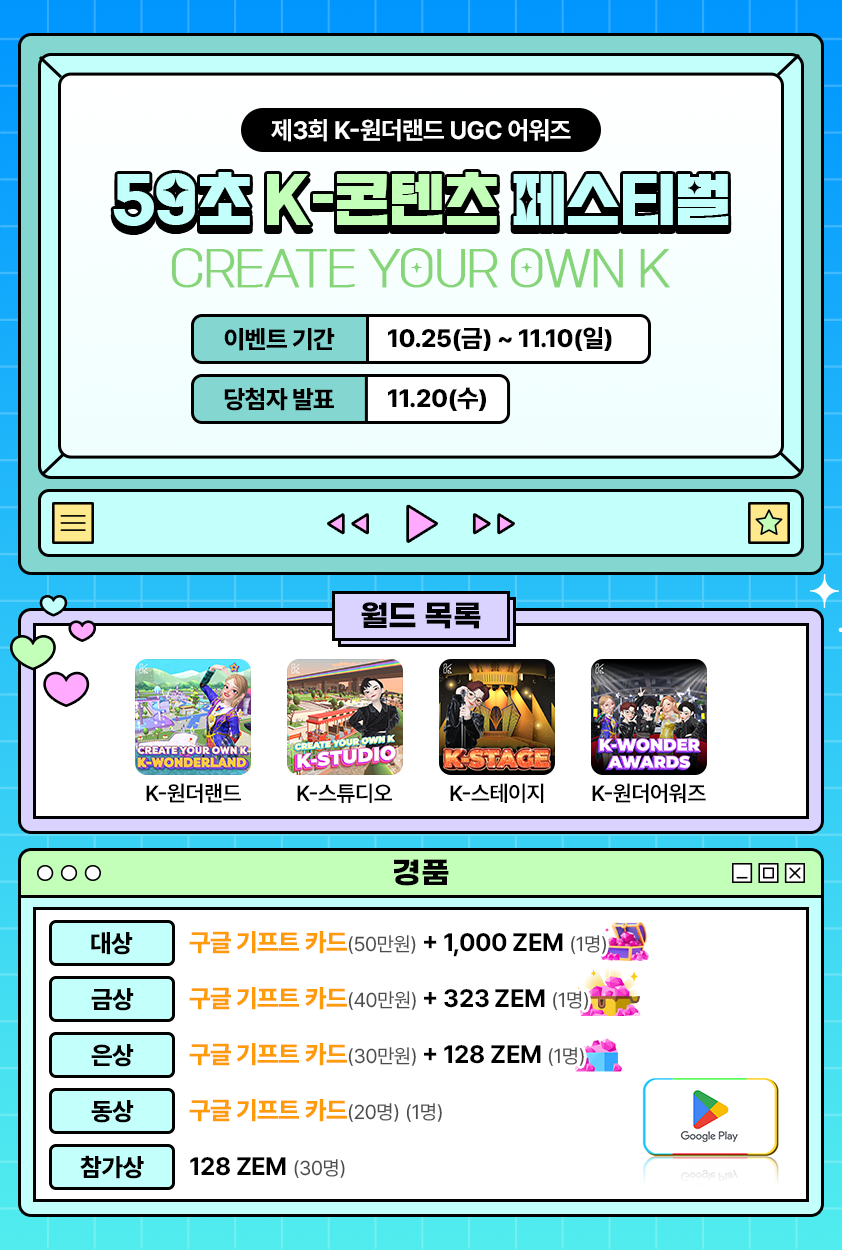 제3회 K-원더랜드 UGC 어워즈
59초 K-콘텐츠 페스티벌
CREATE YOUR OWN K
이벤트 기간 10.25(금) ~ 11.10(일)
당첨자 발표 11.20(수)
월드 목록
CREATE YOUR OWN K-
K-WONDERLAND
CREATE YOUR OWN K
K-STUDIO
K-STAGE
K-WONDER
AWARDS
K-원더랜드 K-스튜디오 K-스테이지 K-원더어워즈
경품
대상 구글 기프트 카드(50만원) + 1,000 ZEM (1명)
금상 구글 기프트 카드(40만원) + 323 ZEM (1명)
은상 구글 기프트 카드(30만원) + 128 ZEM (1명)
동상 구글 기프트 카드(20명) (1명)
Google Play
참가상 128 ZEM (30명)